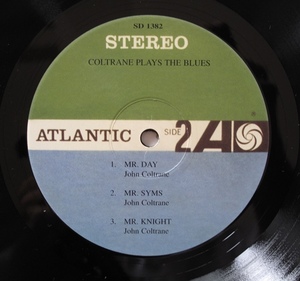 SD 1382
STEREO
COLTRANE PLAYS THE BLUES
ATLANTIC SIDE 2 A
1. MR. DAY
John Coltrane
2. MR. SYMS
John Coltrane
3. MR. KNIGHT
John Coltrane